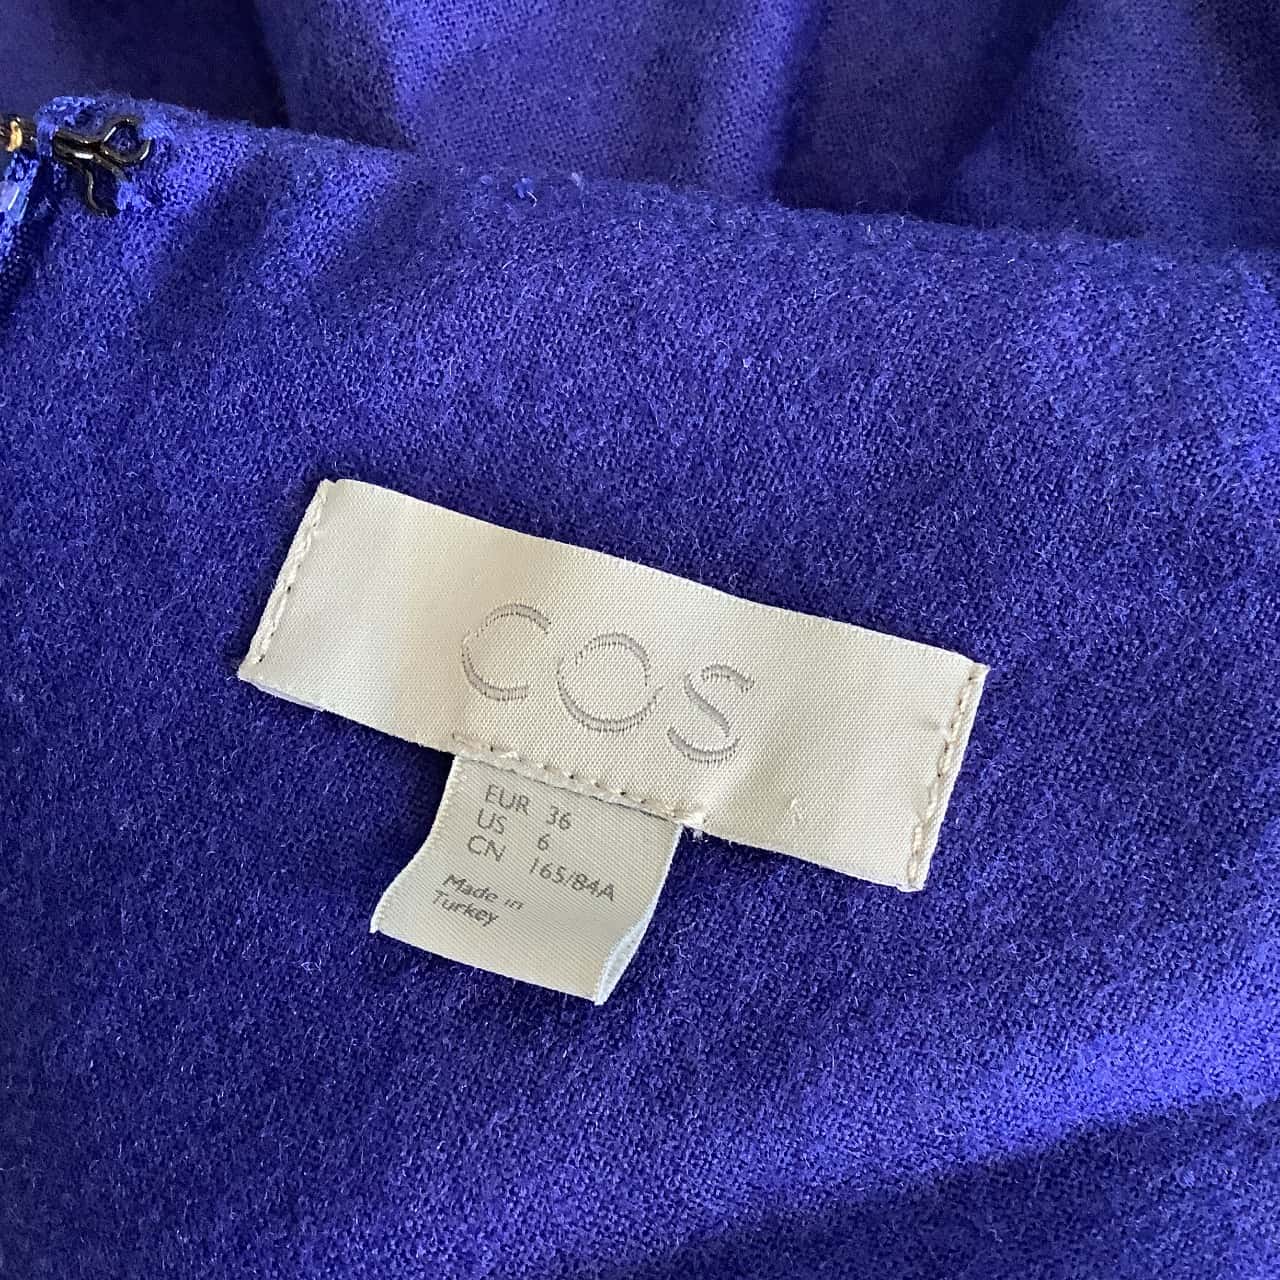 COS
EUR 36
US 6
CN 165/84A
Made in
Turkey